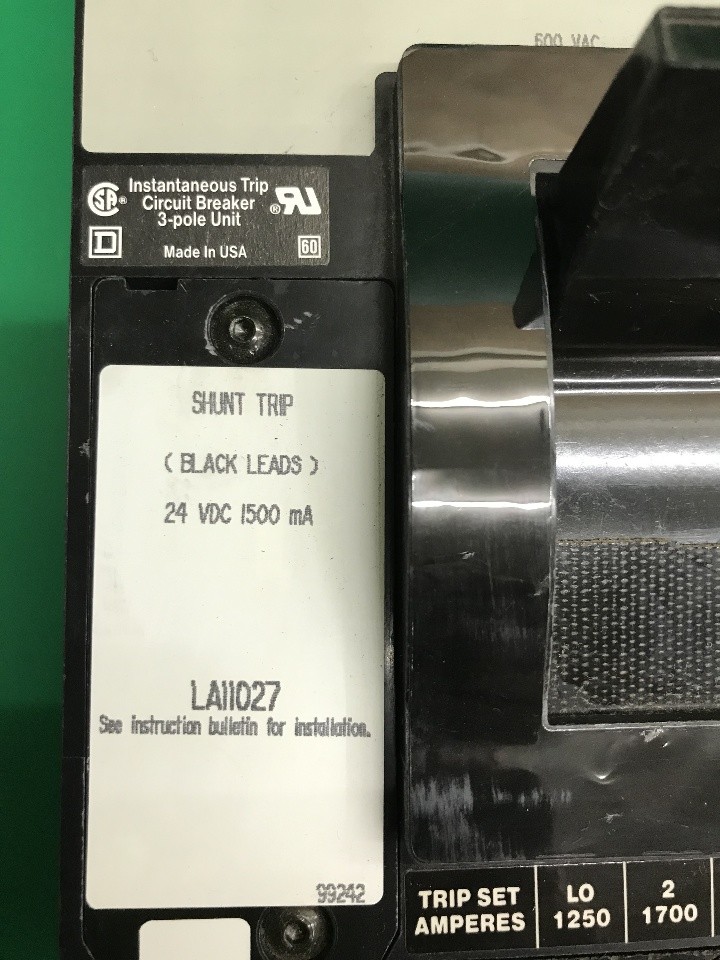 600 VAC
Instantaneous Trip
Circuit Breaker
3-pole Unit
Made In USA
60
SHUNT TRIP
( BLACK LEADS )
24 VDC 1500 mA
LA11027
See instruction bulletin for installation.
99242
TRIP SET AMPERES
LO 1250
2 1700